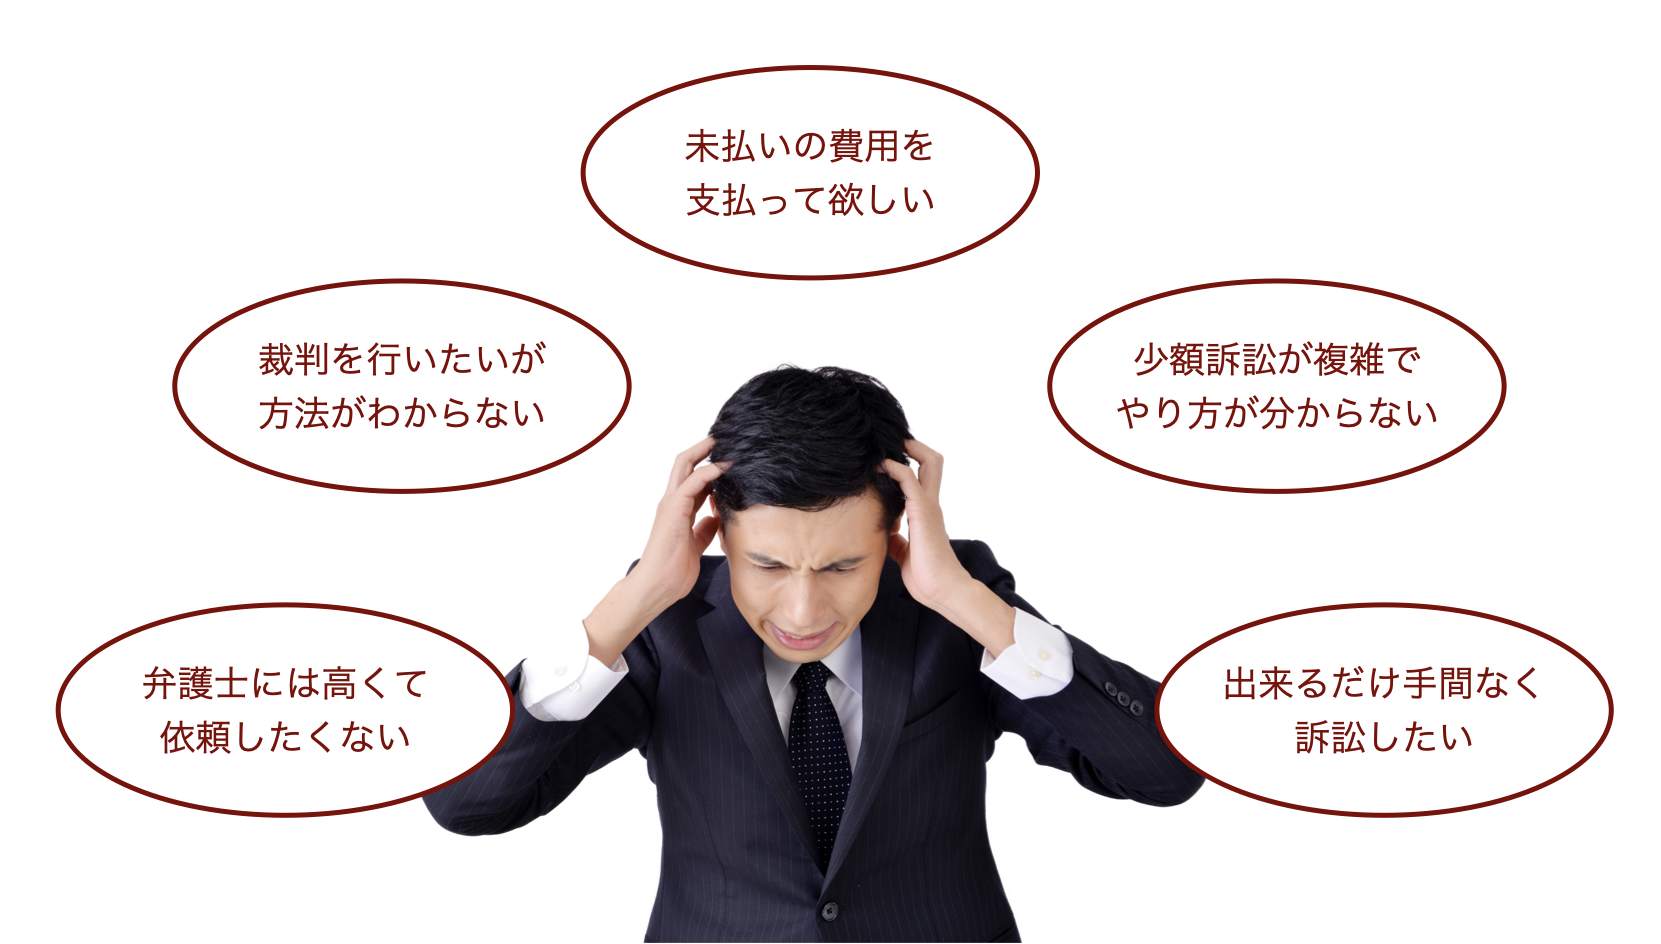 未払いの費用を
支払って欲しい
裁判を行いたいが
方法がわからない
少額訴訟が複雑で
やり方が分からない
弁護士には高くて
依頼したくない
出来るだけ手間なく
訴訟したい